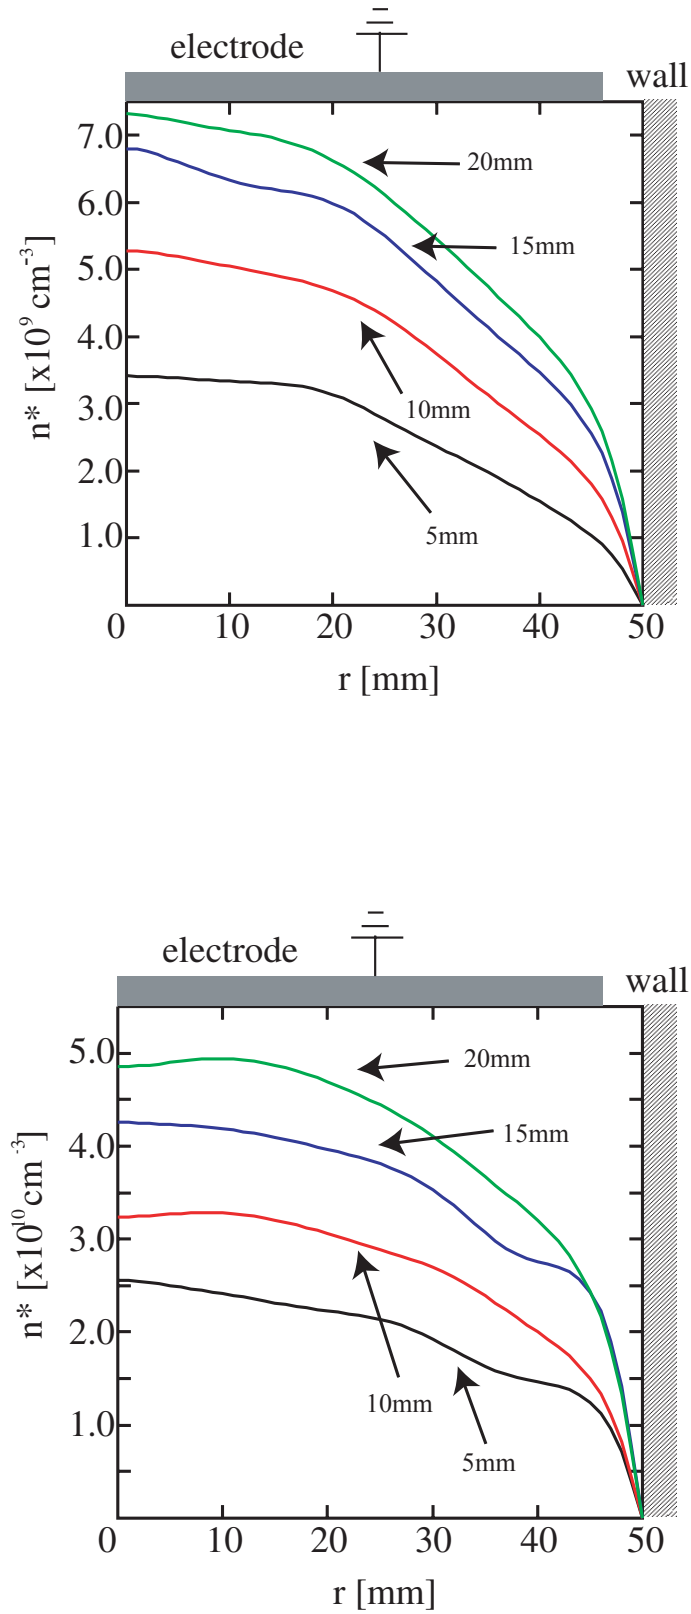 electrode
wall
7.0
20mm
6.0
15mm
5.0
4.0
3.0
10mm
2.0
5mm
1.0
n* [x10⁹ cm⁻³]
0 10 20 30 40 50
r [mm]
electrode
wall
5.0
20mm
15mm
4.0
3.0
2.0
10mm
1.0
5mm
n* [x10¹⁰cm⁻³]
0 10 20 30 40 50
r [mm]